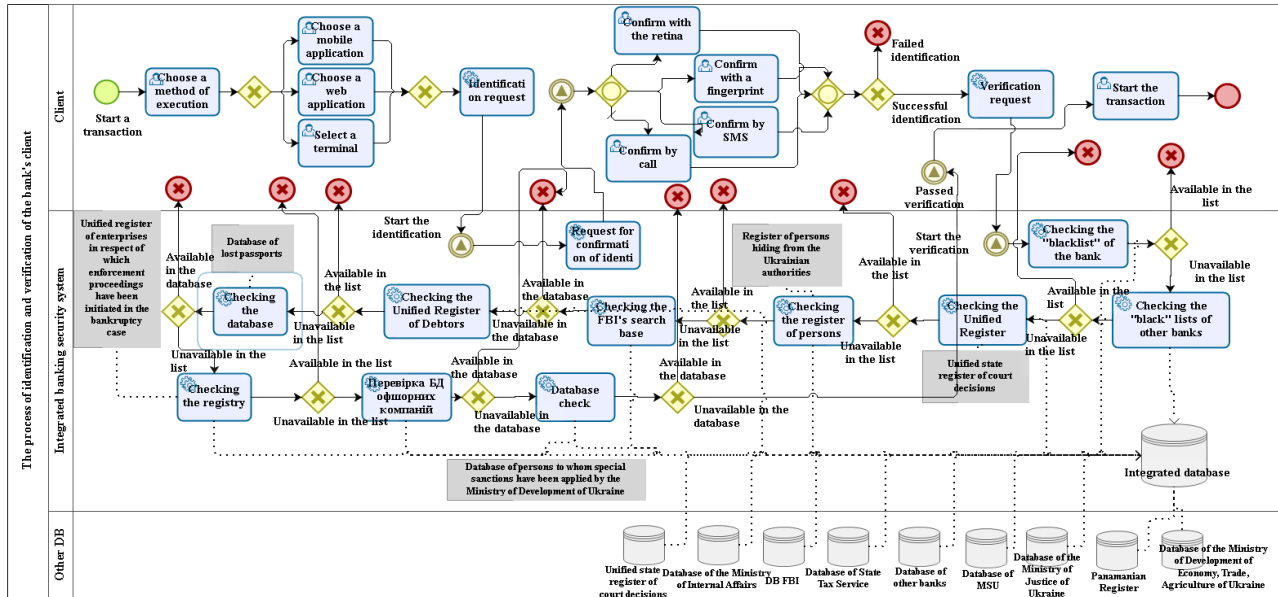 The process of identification and verification of the bank's client
Client
Choose a
mobile
application
Choose a
method of
execution
Choose a
web
application
Select a
terminal
Start a
transaction
Identificati
on request
Confirm with
the retina
Confirm
with a
fingerprint
Confirm by
SMS
Confirm by
call
Failed
identification
Successful
identification
Verification
request
Start the
transaction
Passed
verification
Available in the
list
Integrated banking security system
Unified register
of enterprises
in respect of
which
enforcement
proceedings
have been
initiated in the
bankruptcy
case
Database of
lost passports
Start the
identification
Request for
confirmati
on of identi
Register of persons
hiding from the
Ukrainian
authorities
Start the
verification
Checking the
"blacklist" of
the bank
Unavailable
in the list
Available
in the
database
Checking
the
database
Available in
the list
Unavailable
in the list
Checking the
Unified Register
of Debtors
Available in
the database
Unavailable in
the database
Checking the
FBI's search
base
Available in
the list
Unavailable
in the list
Checking
the register
of persons
Available in
the list
Unavailable
in the list
Checking
the Unified
Register
Available in the
list
Unavailable
in the list
Checking the
"black" lists
of other banks
Unified state
register of court
decisions
Unavailable in the
list
Checking
the registry
Available in the list
Unavailable in the list
Перевірка БД
офшорних
компаній
Available in
the database
Unavailable in
the database
Database
check
Available in
the database
Unavailable in the
database
Database of persons to whom special
sanctions have been applied by the
Ministry of Development of Ukraine
Integrated database
Other DB
Unified state
register of
court decisions
Database of the Ministry
of Internal Affairs
DB FBI
Database of State
Tax Service
Database of
other banks
Database
of MSU
Database of the
Ministry of
Justice of
Ukraine
Panamanian
Register
Database of the Ministry
of Development of
Economy, Trade,
Agriculture of Ukraine